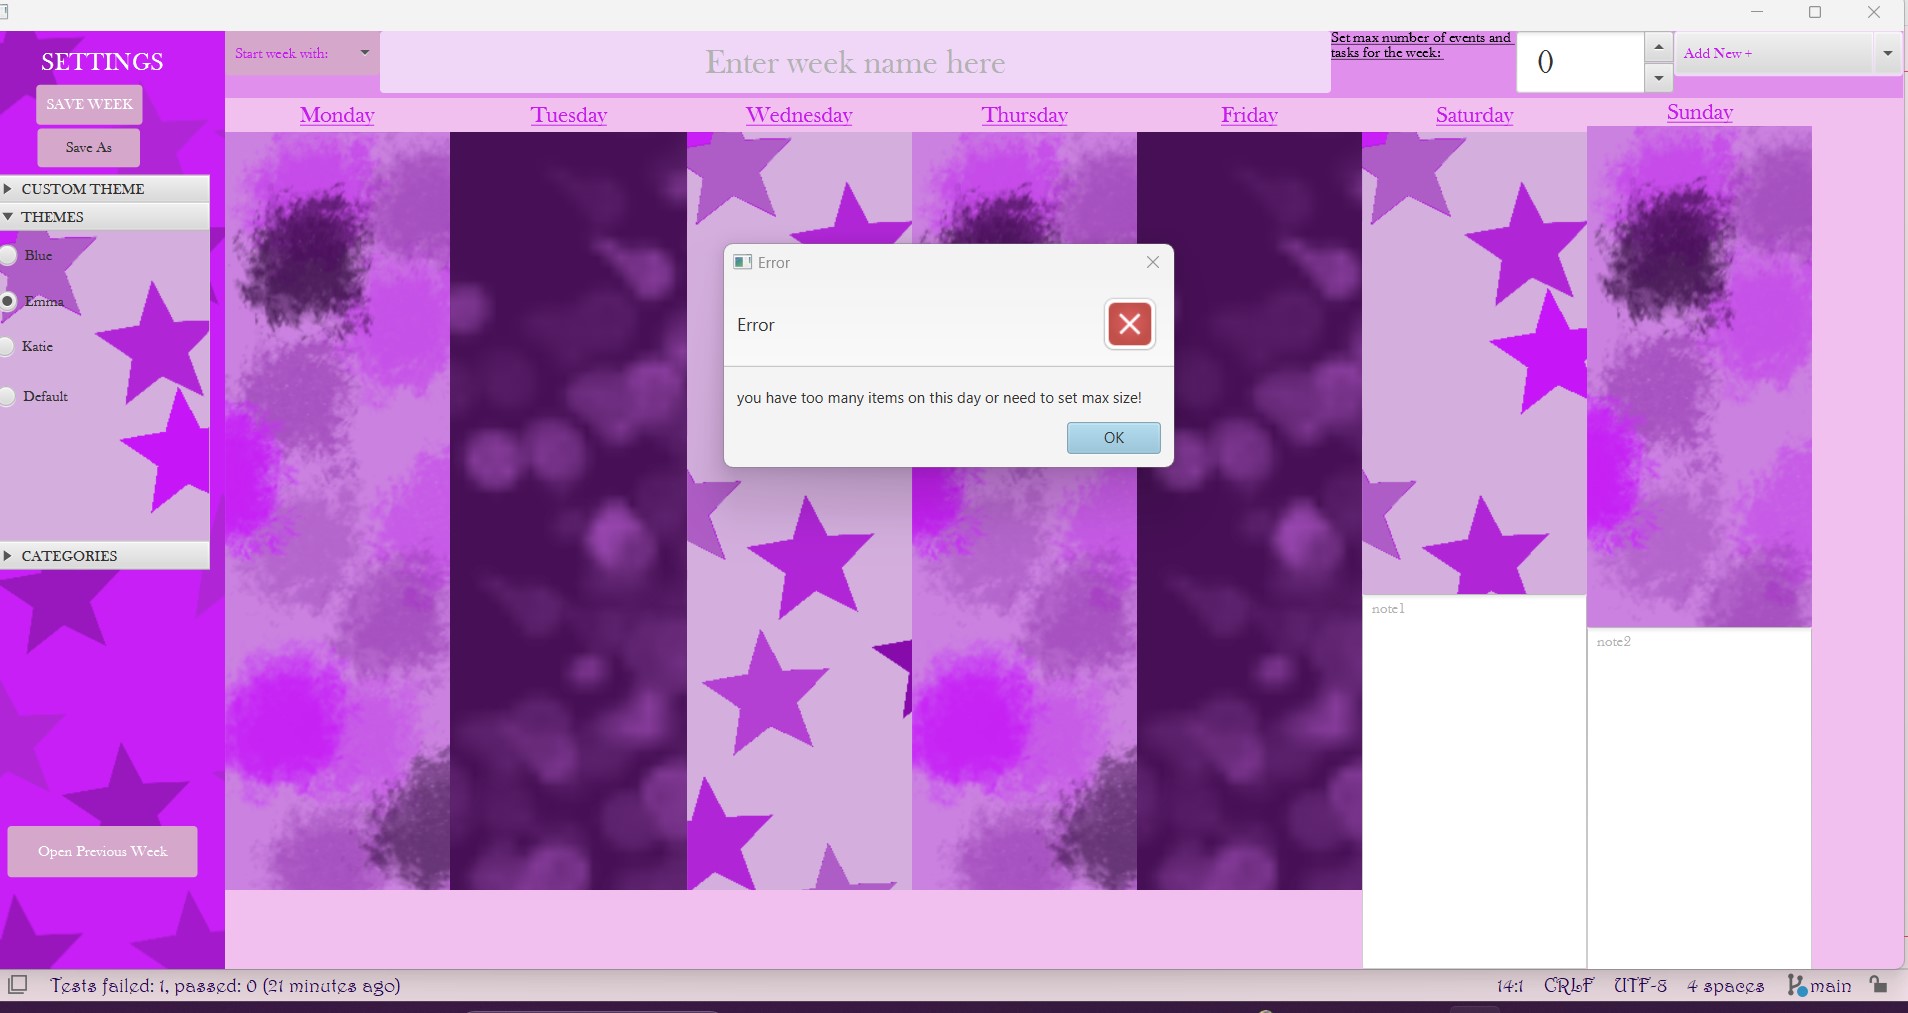 SETTINGS
SAVE WEEK
Save As
CUSTOM THEME
THEMES
Blue
Emma
Katie
Default
CATEGORIES
Open Previous Week
Start week with:
Enter week name here
Set max number of events and
tasks for the week:
0
Add New +
Monday
Tuesday
Wednesday
Thursday
Friday
Saturday
Sunday
Error
Error
you have too many items on this day or need to set max size!
OK
note1
note2
Tests failed: 1, passed: 0 (21 minutes ago)
14:1 CRLF UTF-8 4 spaces main